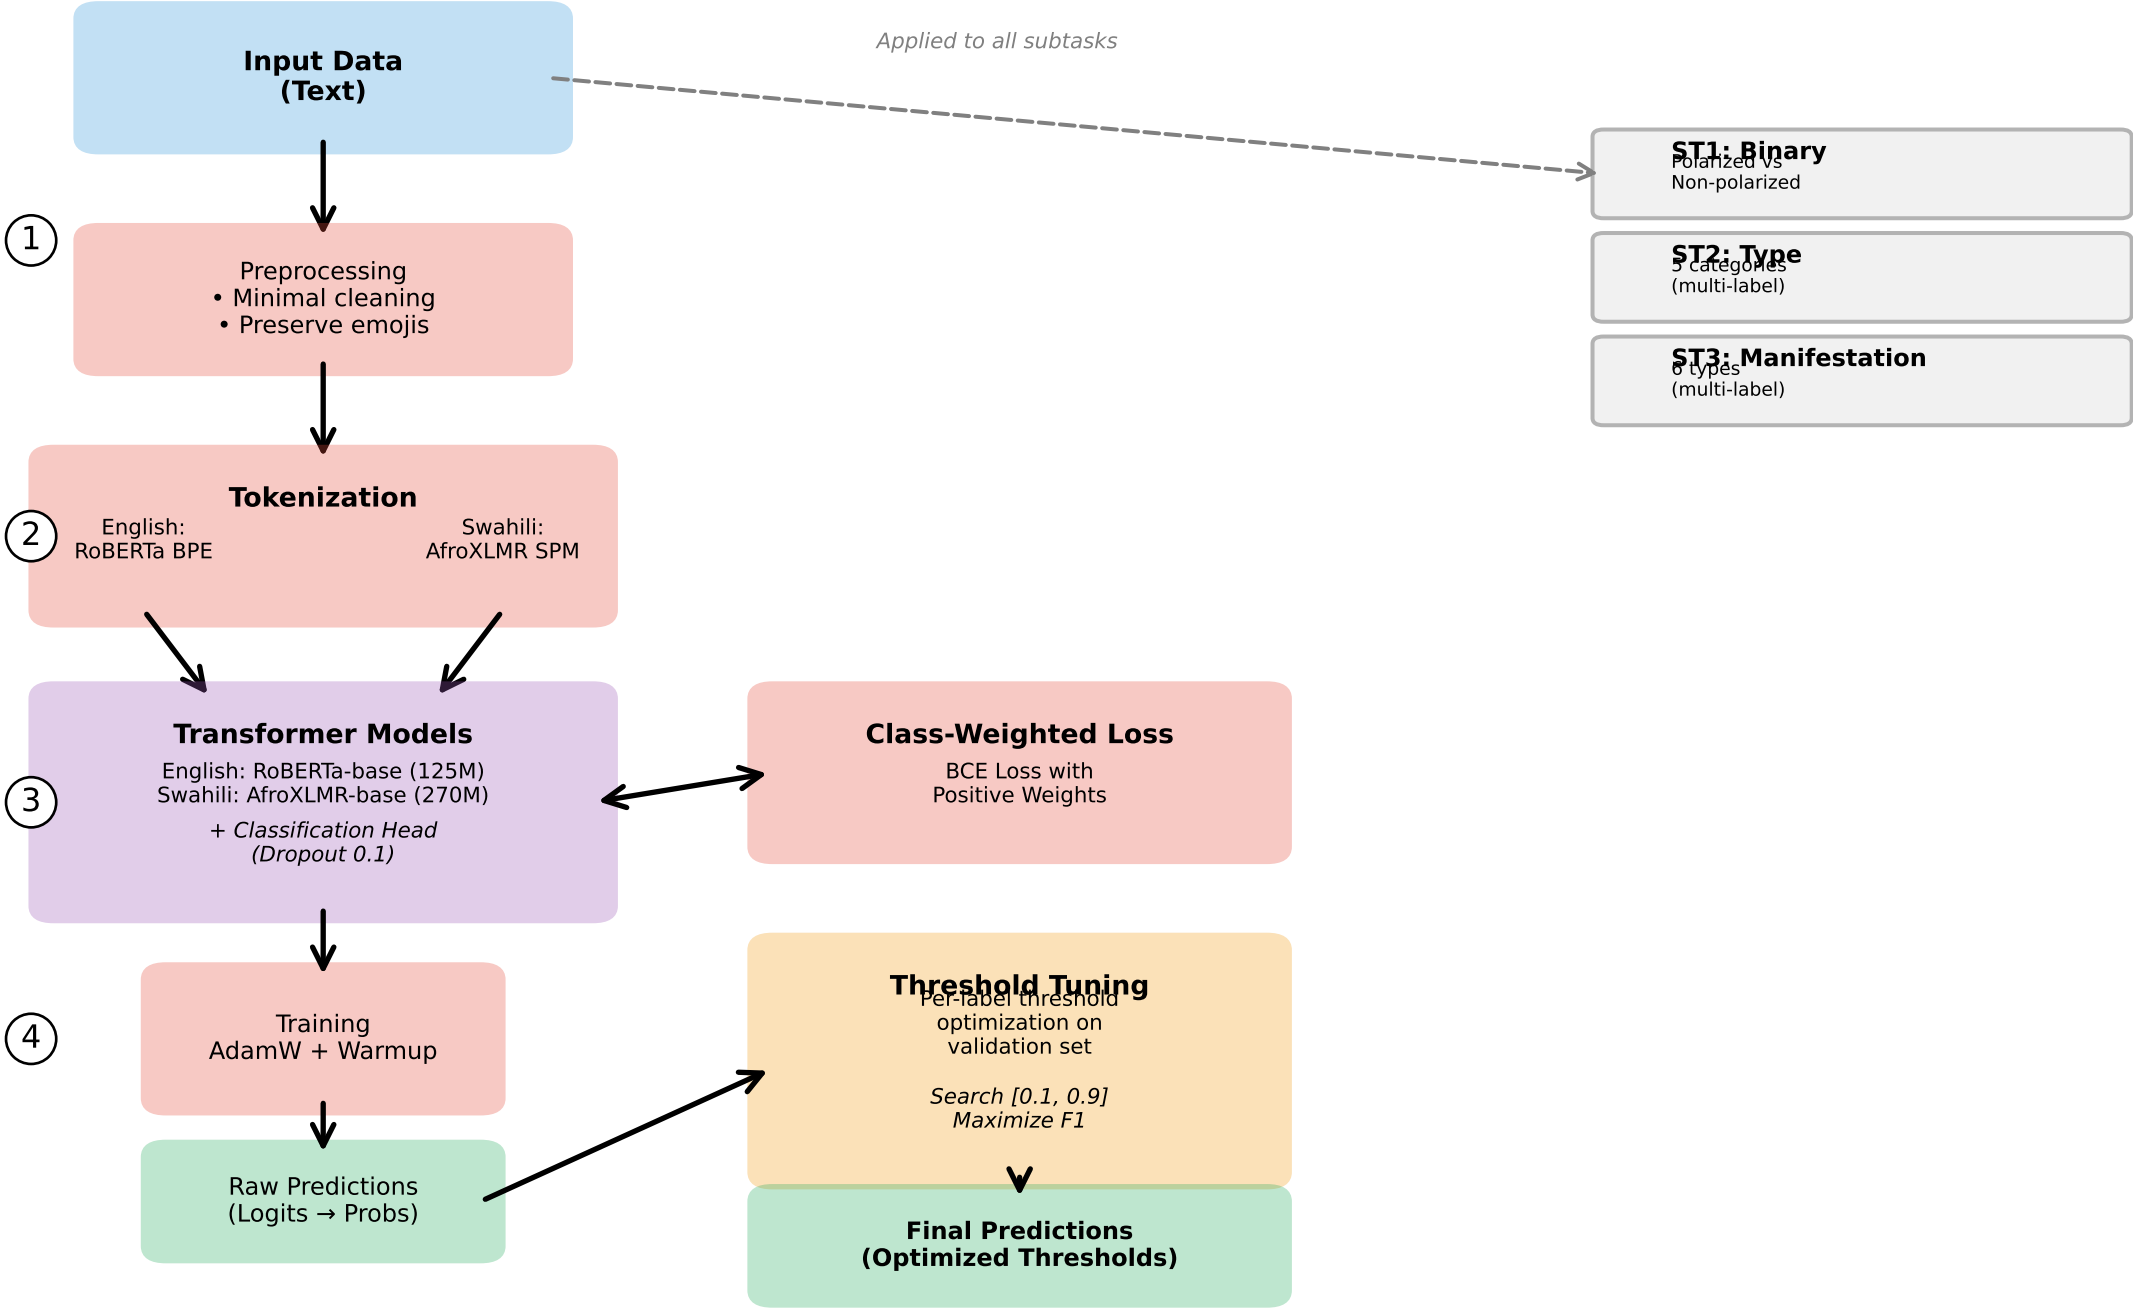 Input Data
(Text)
Applied to all subtasks
ST1: Binary
Polarized vs
Non-polarized
ST2: Type
5 categories
(multi-label)
ST3: Manifestation
6 types
(multi-label)
1
Preprocessing
• Minimal cleaning
• Preserve emojis
2
Tokenization
English:
RoBERTa BPE
Swahili:
AfroXLMR SPM
3
Transformer Models
English: RoBERTa-base (125M)
Swahili: AfroXLMR-base (270M)
+ Classification Head
(Dropout 0.1)
Class-Weighted Loss
BCE Loss with
Positive Weights
4
Training
AdamW + Warmup
Raw Predictions
(Logits → Probs)
Threshold Tuning
Per-label threshold
optimization on
validation set
Search [0.1, 0.9]
Maximize F1
Final Predictions
(Optimized Thresholds)